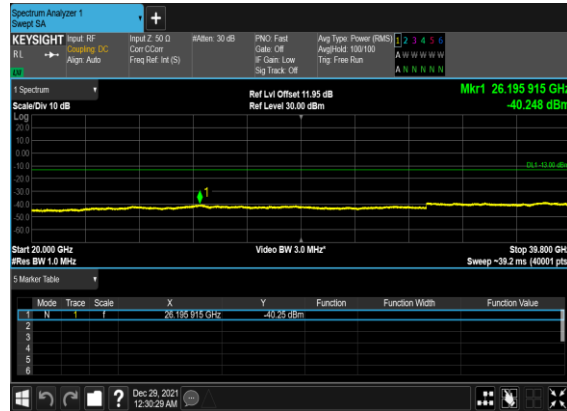 Spectrum Analyzer 1
Swept SA
+
KEYSIGHT
RL
Input: RF
Coupling: DC
Align: Auto
Input Z: 50 Ω
Corr CCorr
Freq Ref: Int (S)
#Atten: 30 dB
PNO: Fast
Gate: Off
IF Gain: Low
Sig Track: Off
Avg Type: Power (RMS)
Avg|Hold: 100/100
Trig: Free Run
1 2 3 4 5 6
A W W W W W
A N N N N N
1 Spectrum
Scale/Div 10 dB
Ref Lvl Offset 11.95 dB
Ref Level 30.00 dBm
Mkr1 26.195 915 GHz
-40.248 dBm
Log
20.0
10.0
0.00
-10.0
-20.0
-30.0
-40.0
-50.0
-60.0
DL1 -13.00 dBm
1
Start 20.000 GHz
#Res BW 1.0 MHz
Video BW 3.0 MHz*
Stop 39.800 GHz
Sweep ~39.2 ms (40001 pts)
5 Marker Table
Mode Trace Scale X Y Function Function Width Function Value
1 N 1 f 26.195 915 GHz -40.25 dBm
2
3
4
5
6
?
Dec 29, 2021
12:30:29 AM